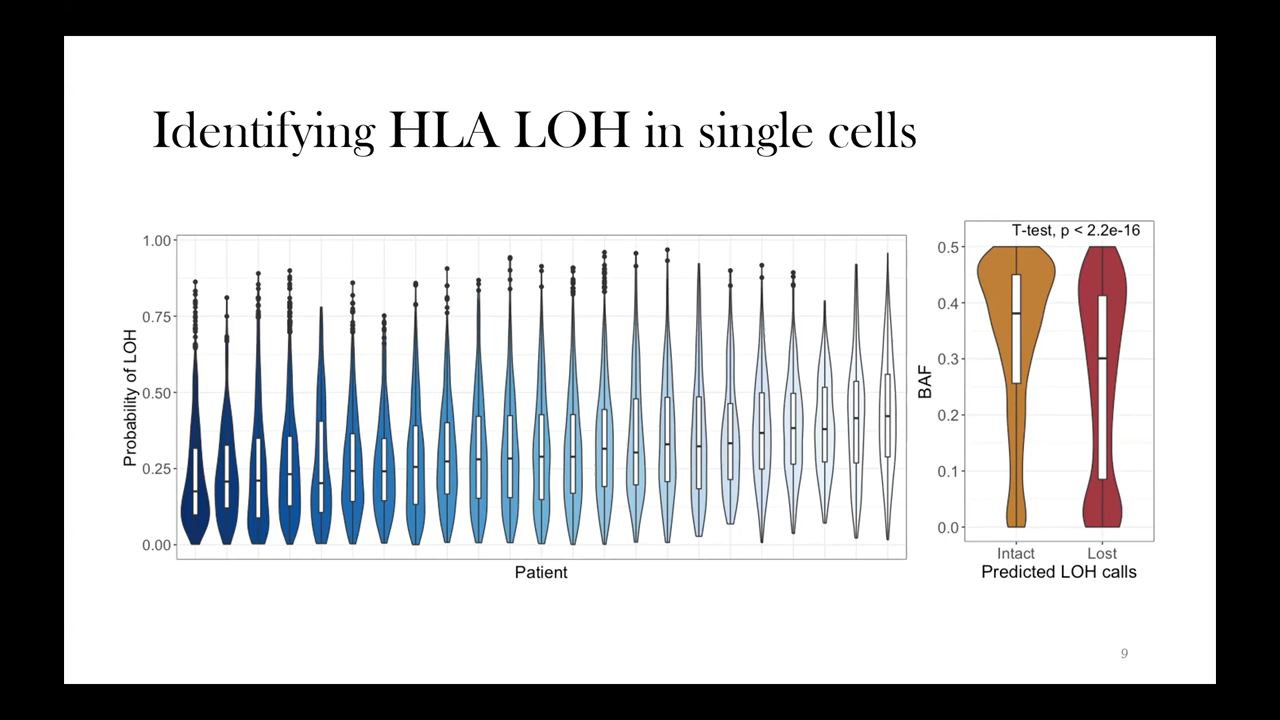 Identifying HLA LOH in single cells
1.00
0.75
0.50
0.25
0.00
Probability of LOH
Patient
T-test, p < 2.2e-16
0.5
0.4
0.3
0.2
0.1
0.0
BAF
Intact Lost
Predicted LOH calls
9